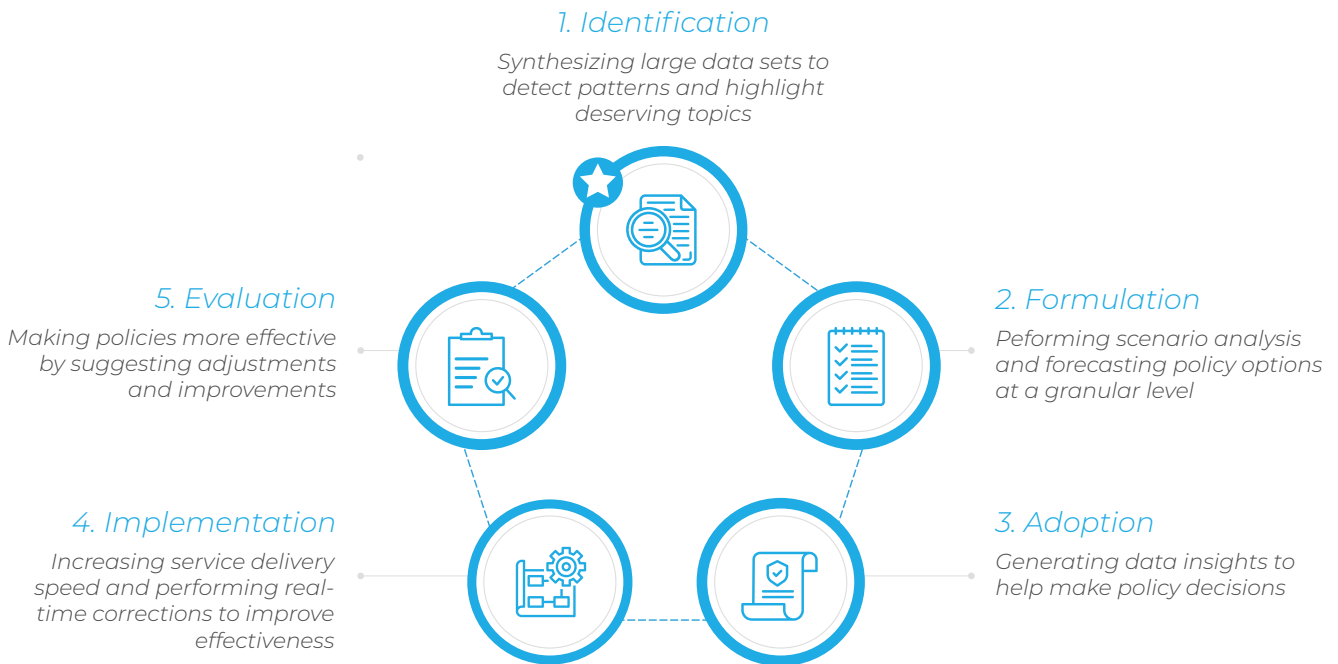 1. Identification
Synthesizing large data sets to
detect patterns and highlight
deserving topics
2. Formulation
Peforming scenario analysis
and forecasting policy options
at a granular level
3. Adoption
Generating data insights to
help make policy decisions
4. Implementation
Increasing service delivery
speed and performing real-
time corrections to improve
effectiveness
5. Evaluation
Making policies more effective
by suggesting adjustments
and improvements